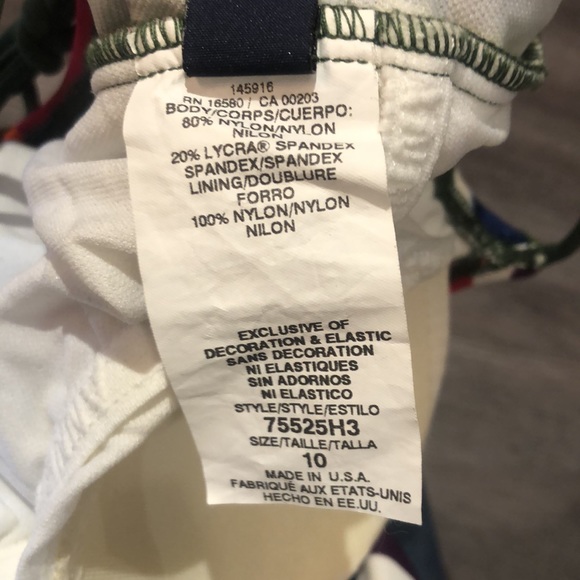 145916
RN 16580 / CA 00203
BODY/CORPS/CUERPO:
80% NYLON/NYLON
NILON
20% LYCRA® SPANDEX
SPANDEX/SPANDEX
LINING/DOUBLURE
FORRO
100% NYLON/NYLON
NILON
EXCLUSIVE OF
DECORATION & ELASTIC
SANS DECORATION
NI ELASTIQUES
SIN ADORNOS
NI ELASTICO
STYLE/STYLE/ESTILO
75525H3
SIZE/TAILLE/TALLA
10
MADE IN U.S.A.
FABRIQUÉ AUX ETATS-UNIS
HECHO EN EE.UU.